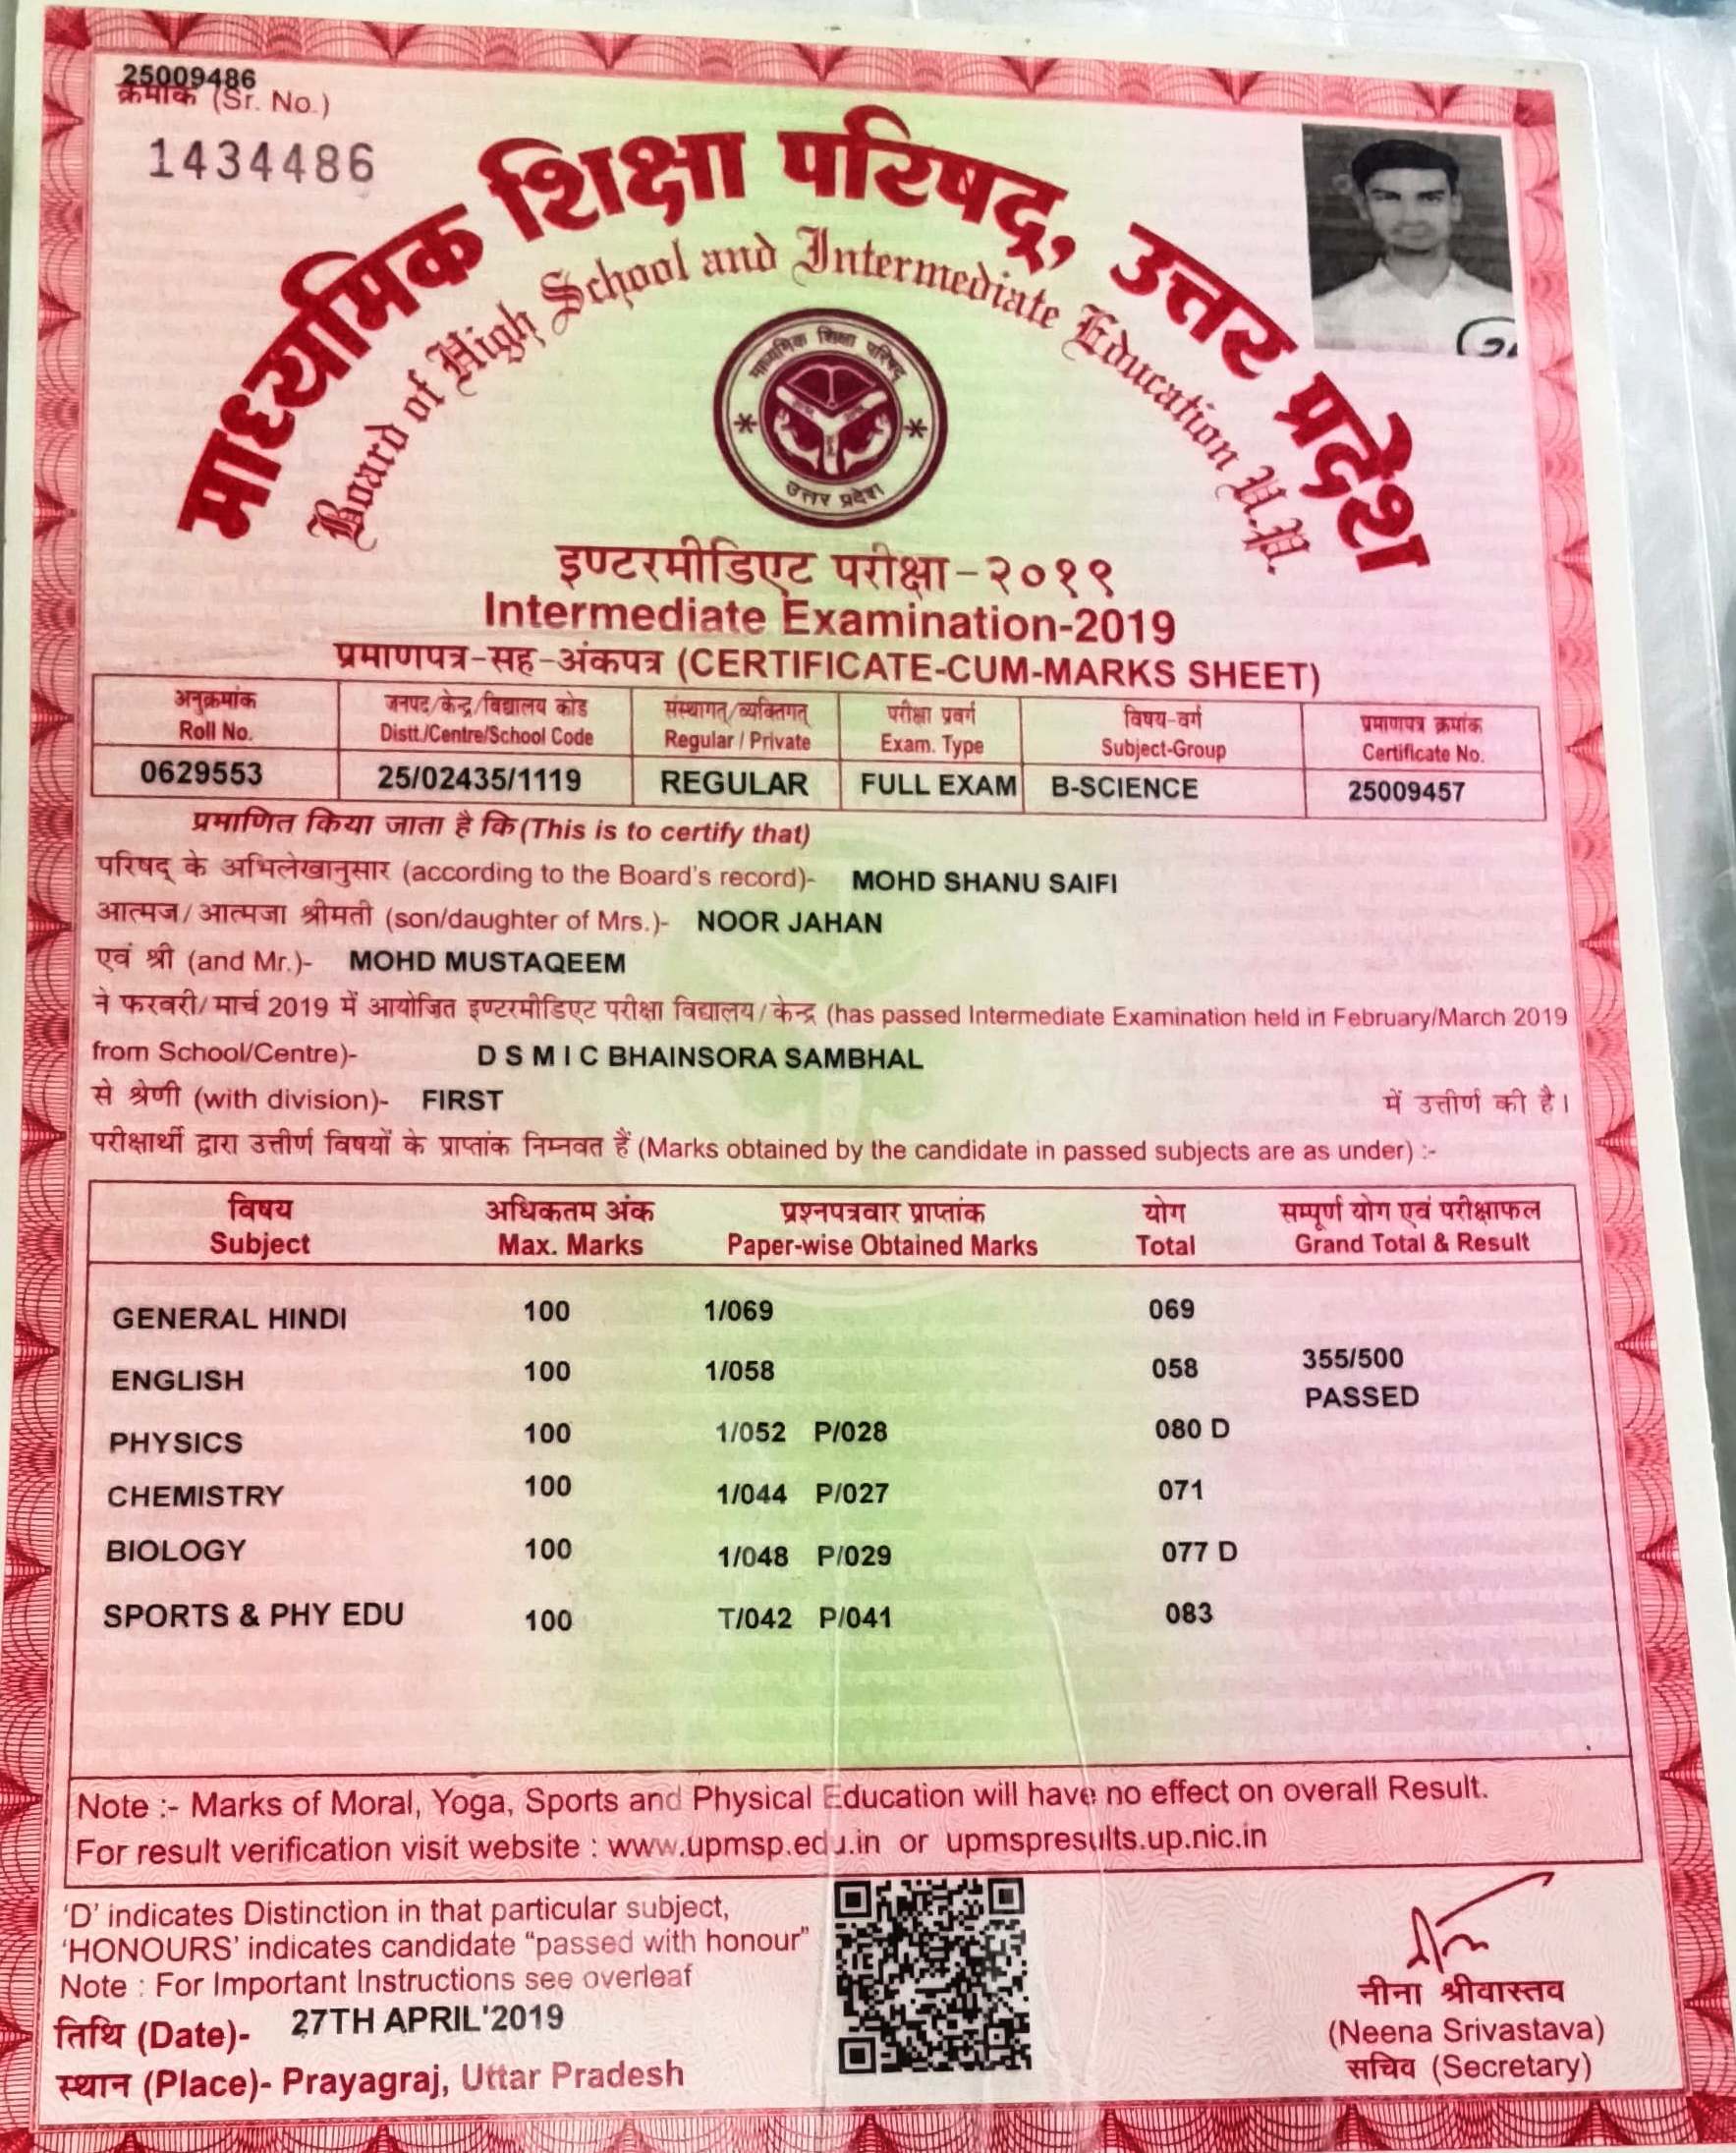 25009486
क्रमांक (Sr. No.)
1434486
माध्यमिक शिक्षा परिषद्, उत्तर प्रदेश
Board of High School and Intermediate Education U.P.
माध्यमिक शिक्षा परिषद्
उत्तर प्रदेश
इण्टरमीडिएट परीक्षा-२०१९
Intermediate Examination-2019
प्रमाणपत्र-सह-अंकपत्र (CERTIFICATE-CUM-MARKS SHEET)
अनुक्रमांक जनपद/केन्द्र/विद्यालय कोड संस्थागत्/व्यक्तिगत् परीक्षा प्रवर्ग विषय-वर्ग प्रमाणपत्र क्रमांक
Roll No. Distt./Centre/School Code Regular / Private Exam. Type Subject-Group Certificate No.
0629553 25/02435/1119 REGULAR FULL EXAM B-SCIENCE 25009457
प्रमाणित किया जाता है कि (This is to certify that)
परिषद् के अभिलेखानुसार (according to the Board's record)- MOHD SHANU SAIFI
आत्मज/आत्मजा श्रीमती (son/daughter of Mrs.)- NOOR JAHAN
एवं श्री (and Mr.)- MOHD MUSTAQEEM
ने फरवरी/मार्च 2019 में आयोजित इण्टरमीडिएट परीक्षा विद्यालय/केन्द्र (has passed Intermediate Examination held in February/March 2019
from School/Centre)- D S M I C BHAINSORA SAMBHAL
से श्रेणी (with division)- FIRST में उत्तीर्ण की है।
परीक्षार्थी द्वारा उत्तीर्ण विषयों के प्राप्तांक निम्नवत हैं (Marks obtained by the candidate in passed subjects are as under) :-
विषय अधिकतम अंक प्रश्नपत्रवार प्राप्तांक योग सम्पूर्ण योग एवं परीक्षाफल
Subject Max. Marks Paper-wise Obtained Marks Total Grand Total & Result
GENERAL HINDI 100 1/069 069
ENGLISH 100 1/058 058 355/500
PASSED
PHYSICS 100 1/052 P/028 080 D
CHEMISTRY 100 1/044 P/027 071
BIOLOGY 100 1/048 P/029 077 D
SPORTS & PHY EDU 100 T/042 P/041 083
Note :- Marks of Moral, Yoga, Sports and Physical Education will have no effect on overall Result.
For result verification visit website : www.upmsp.edu.in or upmspresults.up.nic.in
'D' indicates Distinction in that particular subject,
'HONOURS' indicates candidate "passed with honour"
Note : For Important Instructions see overleaf
तिथि (Date)- 27TH APRIL'2019
स्थान (Place)- Prayagraj, Uttar Pradesh
नीना श्रीवास्तव
(Neena Srivastava)
सचिव (Secretary)